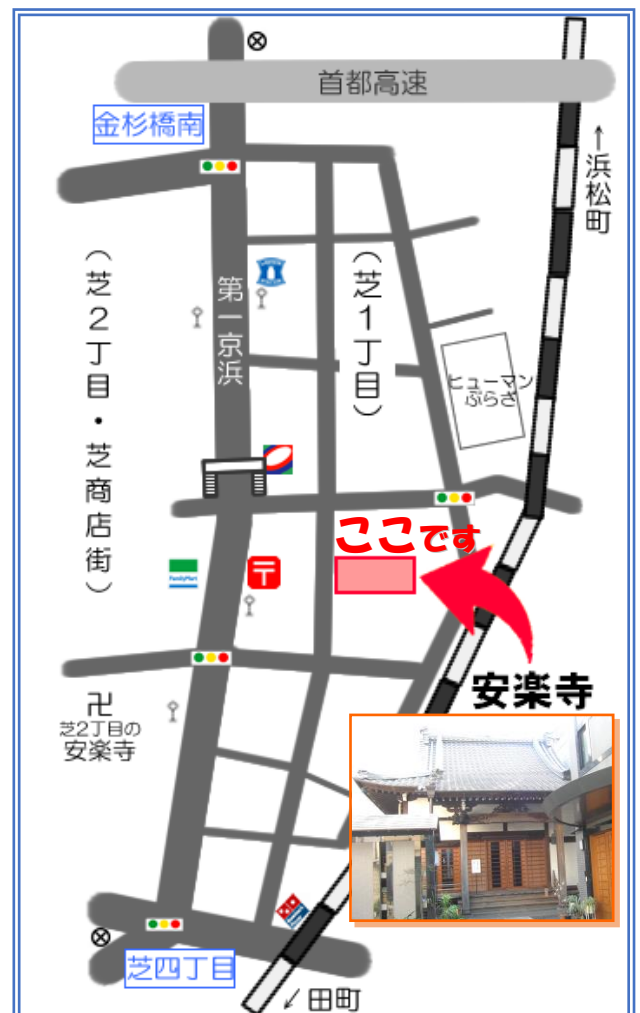 首都高速
金杉橋南
↑浜松町
(芝2丁目・芝商店街)
第一京浜
(芝1丁目)
ヒューマン
ぷらざ
ここです
〒
FamilyMart
安楽寺
卍
芝2丁目の
安楽寺
芝四丁目
↙田町